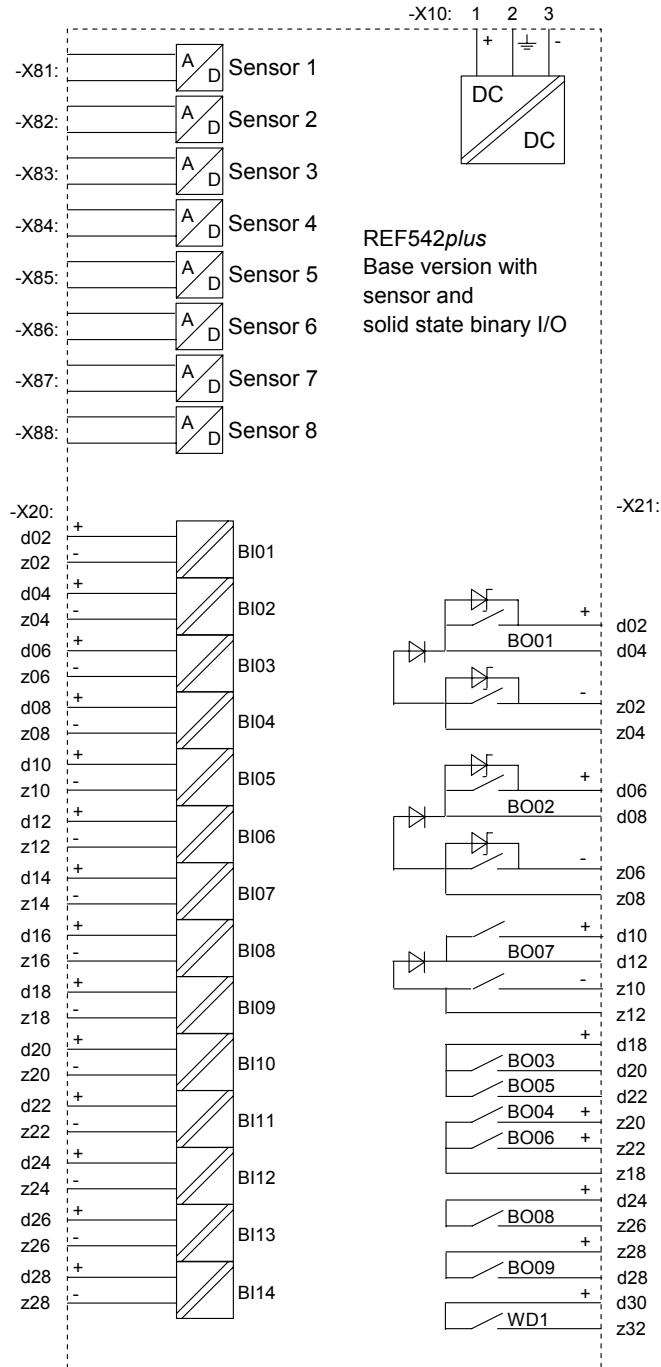 -X10: 1 2 3
+ -
DC
DC
-X81: A D Sensor 1
-X82: A D Sensor 2
-X83: A D Sensor 3
-X84: A D Sensor 4
-X85: A D Sensor 5
-X86: A D Sensor 6
-X87: A D Sensor 7
-X88: A D Sensor 8
REF542plus
Base version with
sensor and
solid state binary I/O
-X20:
d02 +
z02 - BI01
d04 +
z04 - BI02
d06 +
z06 - BI03
d08 +
z08 - BI04
d10 +
z10 - BI05
d12 +
z12 - BI06
d14 +
z14 - BI07
d16 +
z16 - BI08
d18 +
z18 - BI09
d20 +
z20 - BI10
d22 +
z22 - BI11
d24 +
z24 - BI12
d26 +
z26 - BI13
d28 +
z28 - BI14
-X21:
+ d02
BO01 d04
- z02
z04
+ d06
BO02 d08
- z06
z08
+ d10
BO07 d12
- z10
z12
+ d18
BO03 d20
BO05 d22
BO04 + z20
BO06 + z22
z18
+ d24
BO08 z26
+ z28
BO09 d28
+ d30
WD1 z32